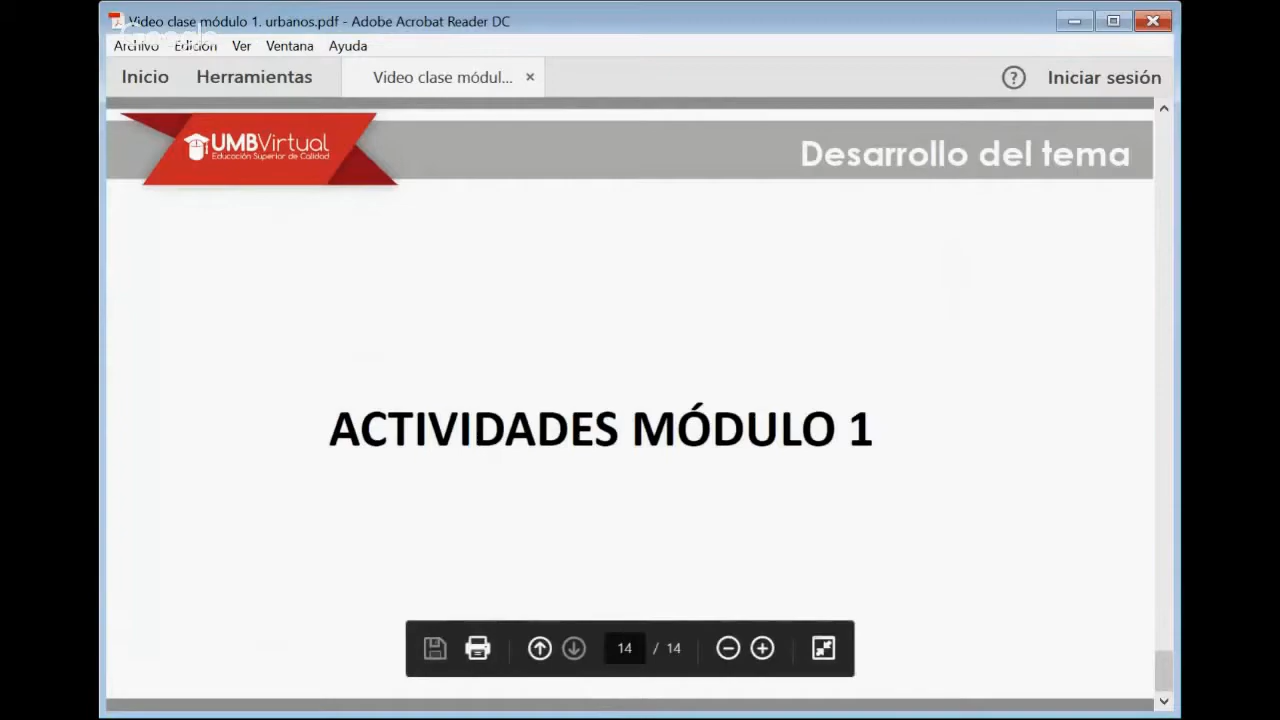 Video clase módulo 1. urbanos.pdf - Adobe Acrobat Reader DC
Archivo Edición Ver Ventana Ayuda
Inicio Herramientas Video clase módul... × ? Iniciar sesión
UMBVirtual
Educación Superior de Calidad
Desarrollo del tema
ACTIVIDADES MÓDULO 1
14 / 14